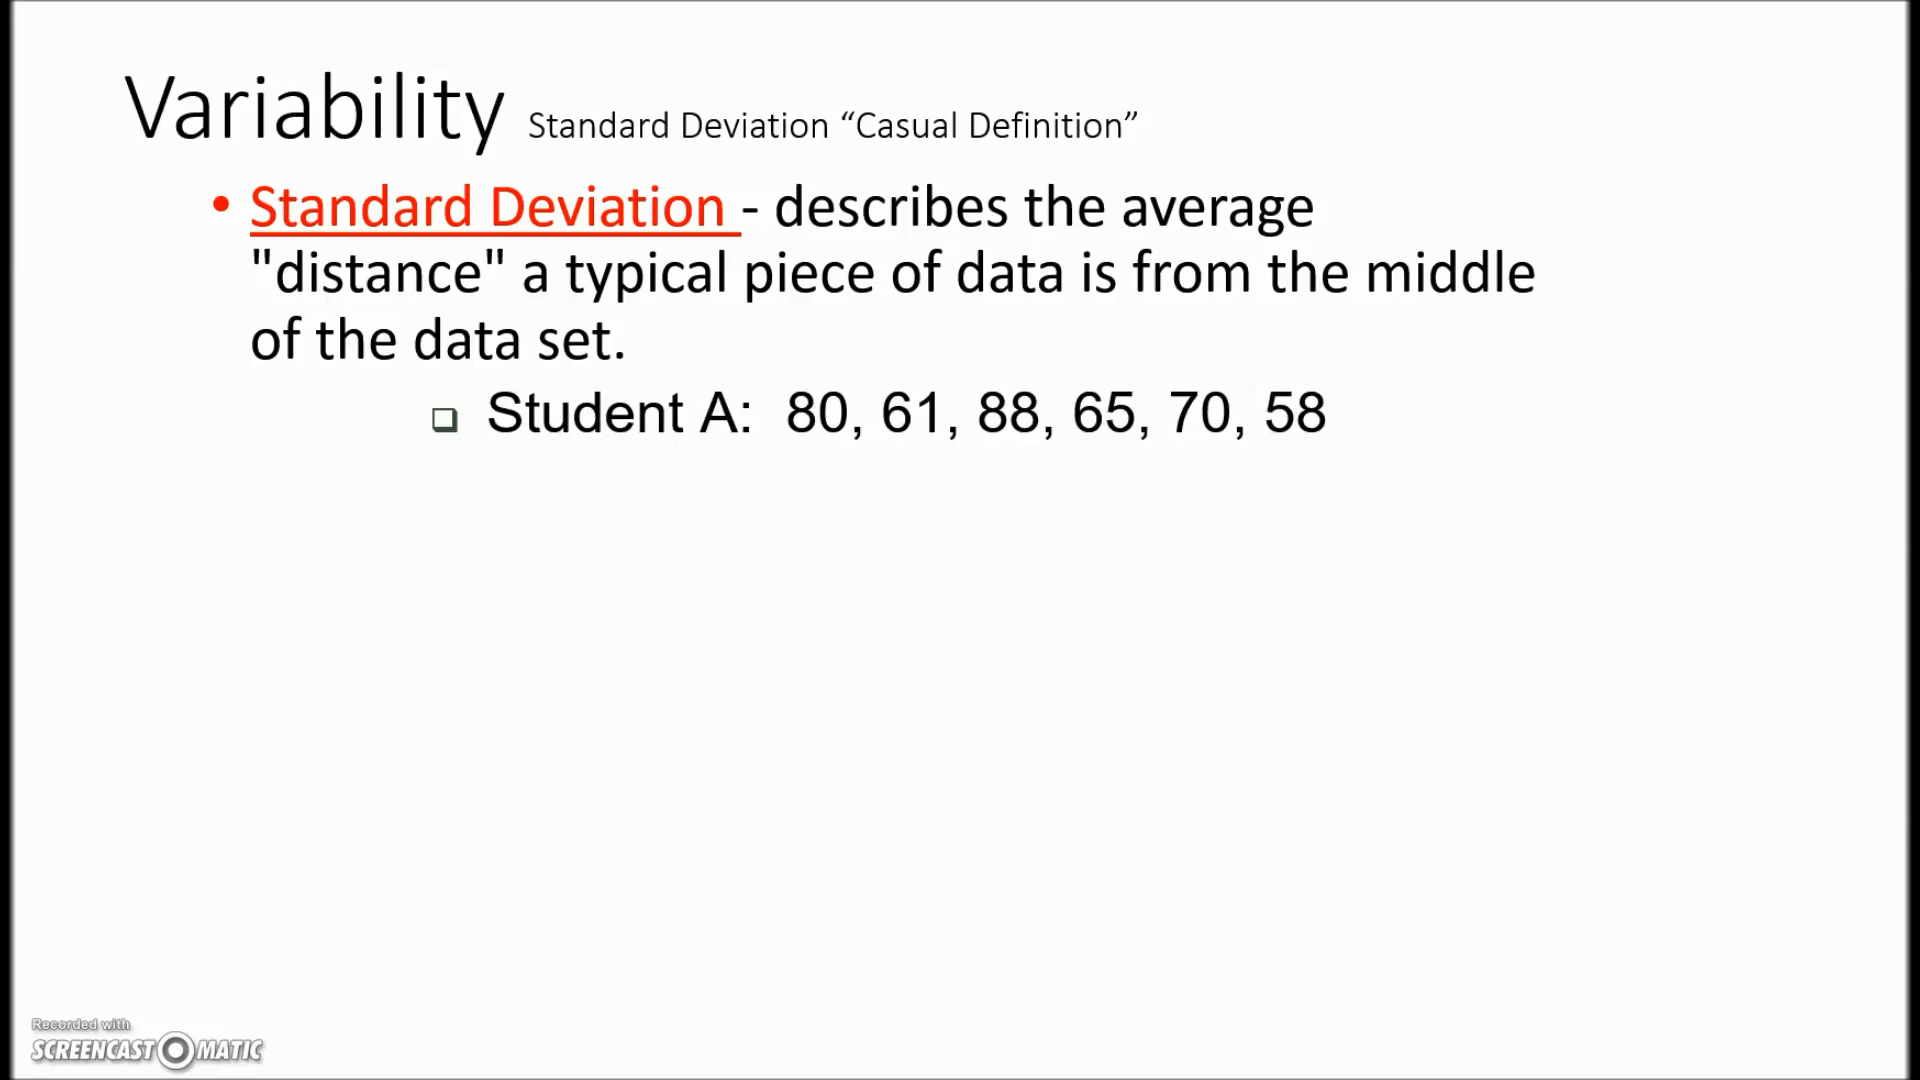 Variability Standard Deviation “Casual Definition”
• Standard Deviation - describes the average
"distance" a typical piece of data is from the middle
of the data set.
❑ Student A: 80, 61, 88, 65, 70, 58
Recorded with
SCREENCAST O MATIC